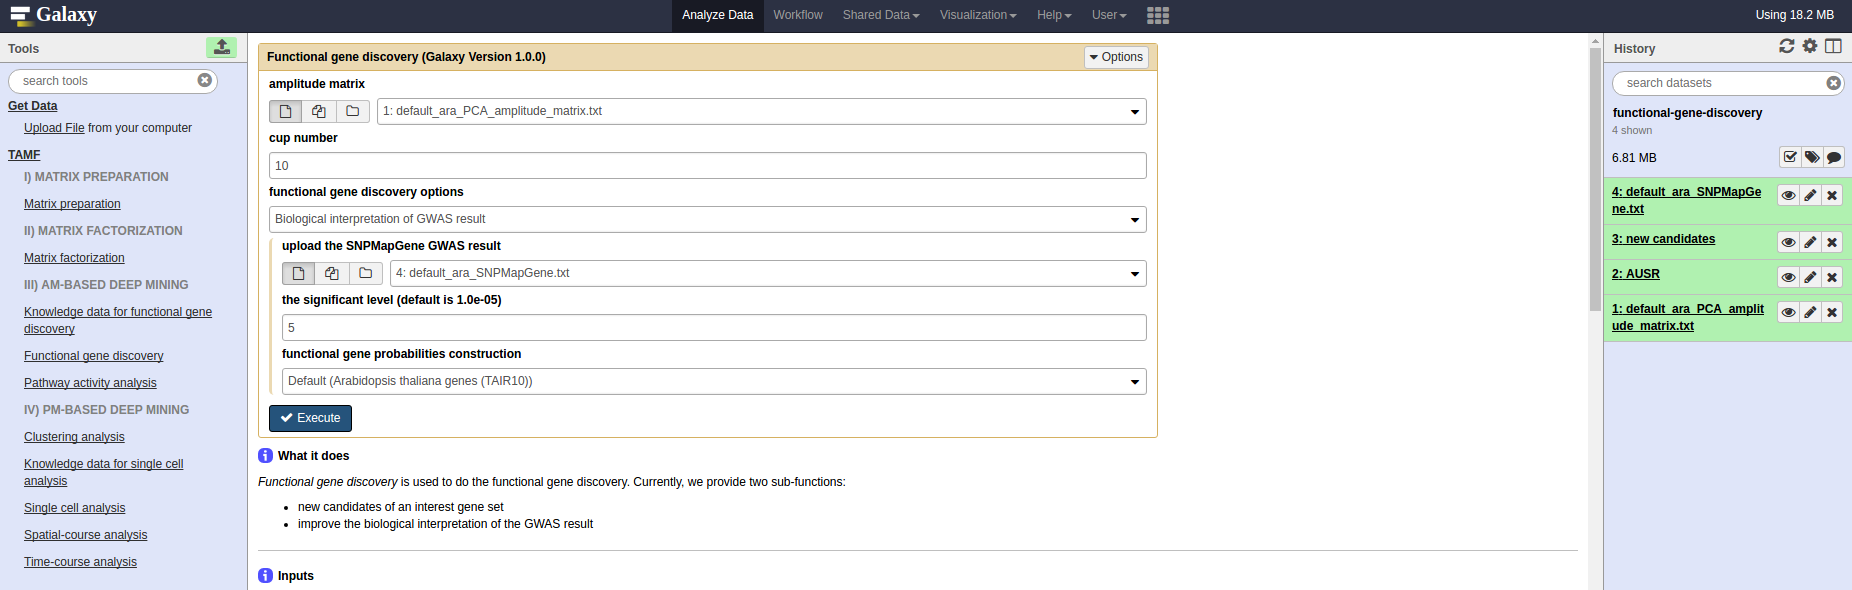 Galaxy
Analyze Data
Workflow
Shared Data
Visualization
Help
User
Using 18.2 MB
Tools
search tools
Get Data
Upload File from your computer
TAMF
I) MATRIX PREPARATION
Matrix preparation
II) MATRIX FACTORIZATION
Matrix factorization
III) AM-BASED DEEP MINING
Knowledge data for functional gene
discovery
Functional gene discovery
Pathway activity analysis
IV) PM-BASED DEEP MINING
Clustering analysis
Knowledge data for single cell
analysis
Single cell analysis
Spatial-course analysis
Time-course analysis
Functional gene discovery (Galaxy Version 1.0.0)
Options
amplitude matrix
1: default_ara_PCA_amplitude_matrix.txt
cup number
10
functional gene discovery options
Biological interpretation of GWAS result
upload the SNPMapGene GWAS result
4: default_ara_SNPMapGene.txt
the significant level (default is 1.0e-05)
5
functional gene probabilities construction
Default (Arabidopsis thaliana genes (TAIR10))
Execute
What it does
Functional gene discovery is used to do the functional gene discovery. Currently, we provide two sub-functions:
• new candidates of an interest gene set
• improve the biological interpretation of the GWAS result
Inputs
History
search datasets
functional-gene-discovery
4 shown
6.81 MB
4: default_ara_SNPMapGe
ne.txt
3: new candidates
2: AUSR
1: default_ara_PCA_amplit
ude_matrix.txt